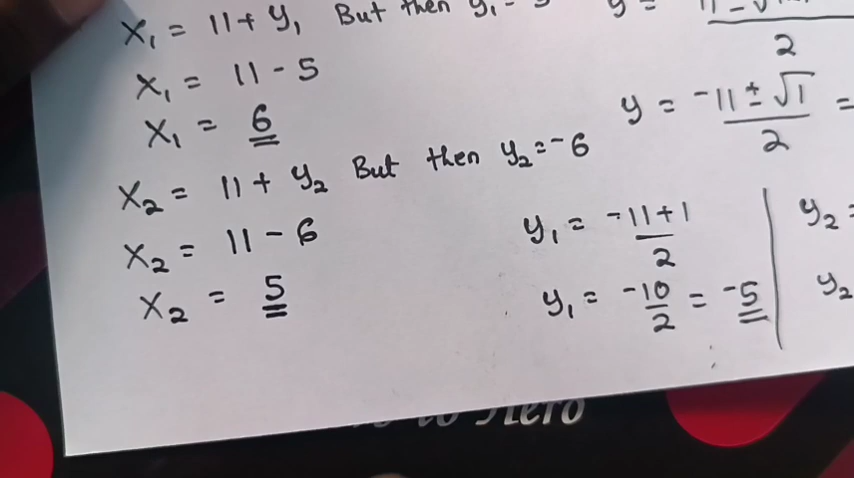 x₁ = 11 + y₁ But then y₁ =
x₁ = 11 - 5
x₁ = 6
x₂ = 11 + y₂ But then y₂ = -6
x₂ = 11 - 6
x₂ = 5
y =
2
y = (-11 ± √1)/2 =
y₁ = (-11 + 1)/2
y₁ = -10/2 = -5
y₂ =
y₂